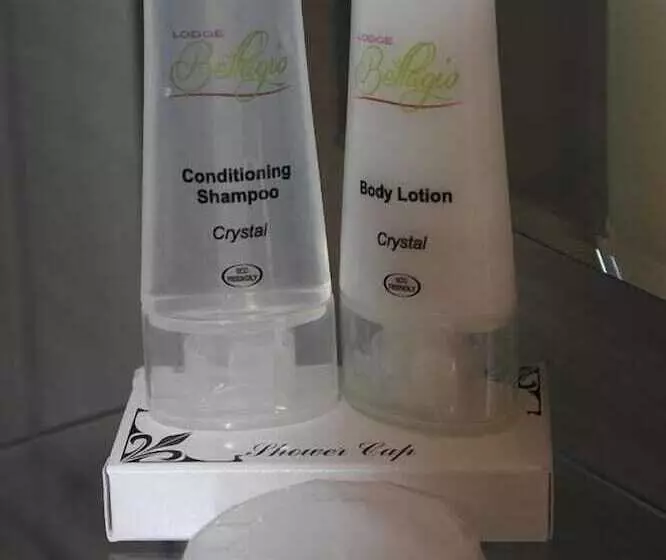 LODGE
Bellagio
Conditioning
Shampoo
Crystal
ECO
FRIENDLY
LODGE
Bellagio
Body Lotion
Crystal
ECO
FRIENDLY
Shower Cap